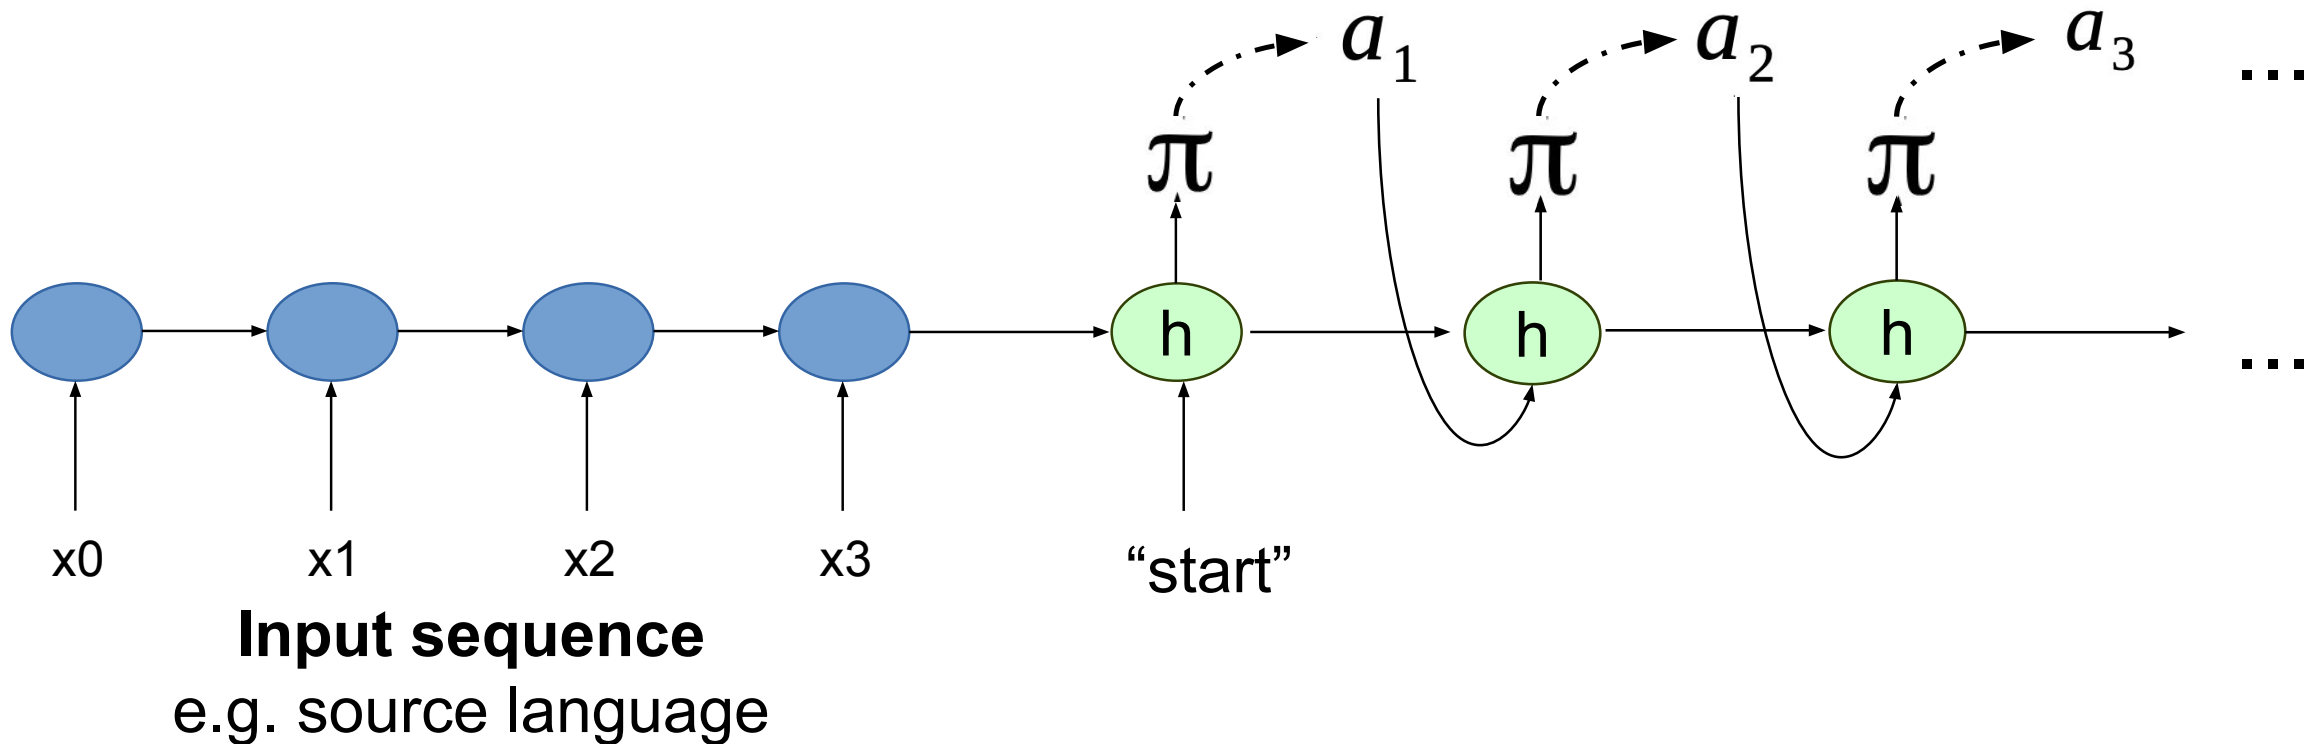 a1 a2 a3 ...
π π π
h h h ...
x0 x1 x2 x3 “start”
Input sequence
e.g. source language